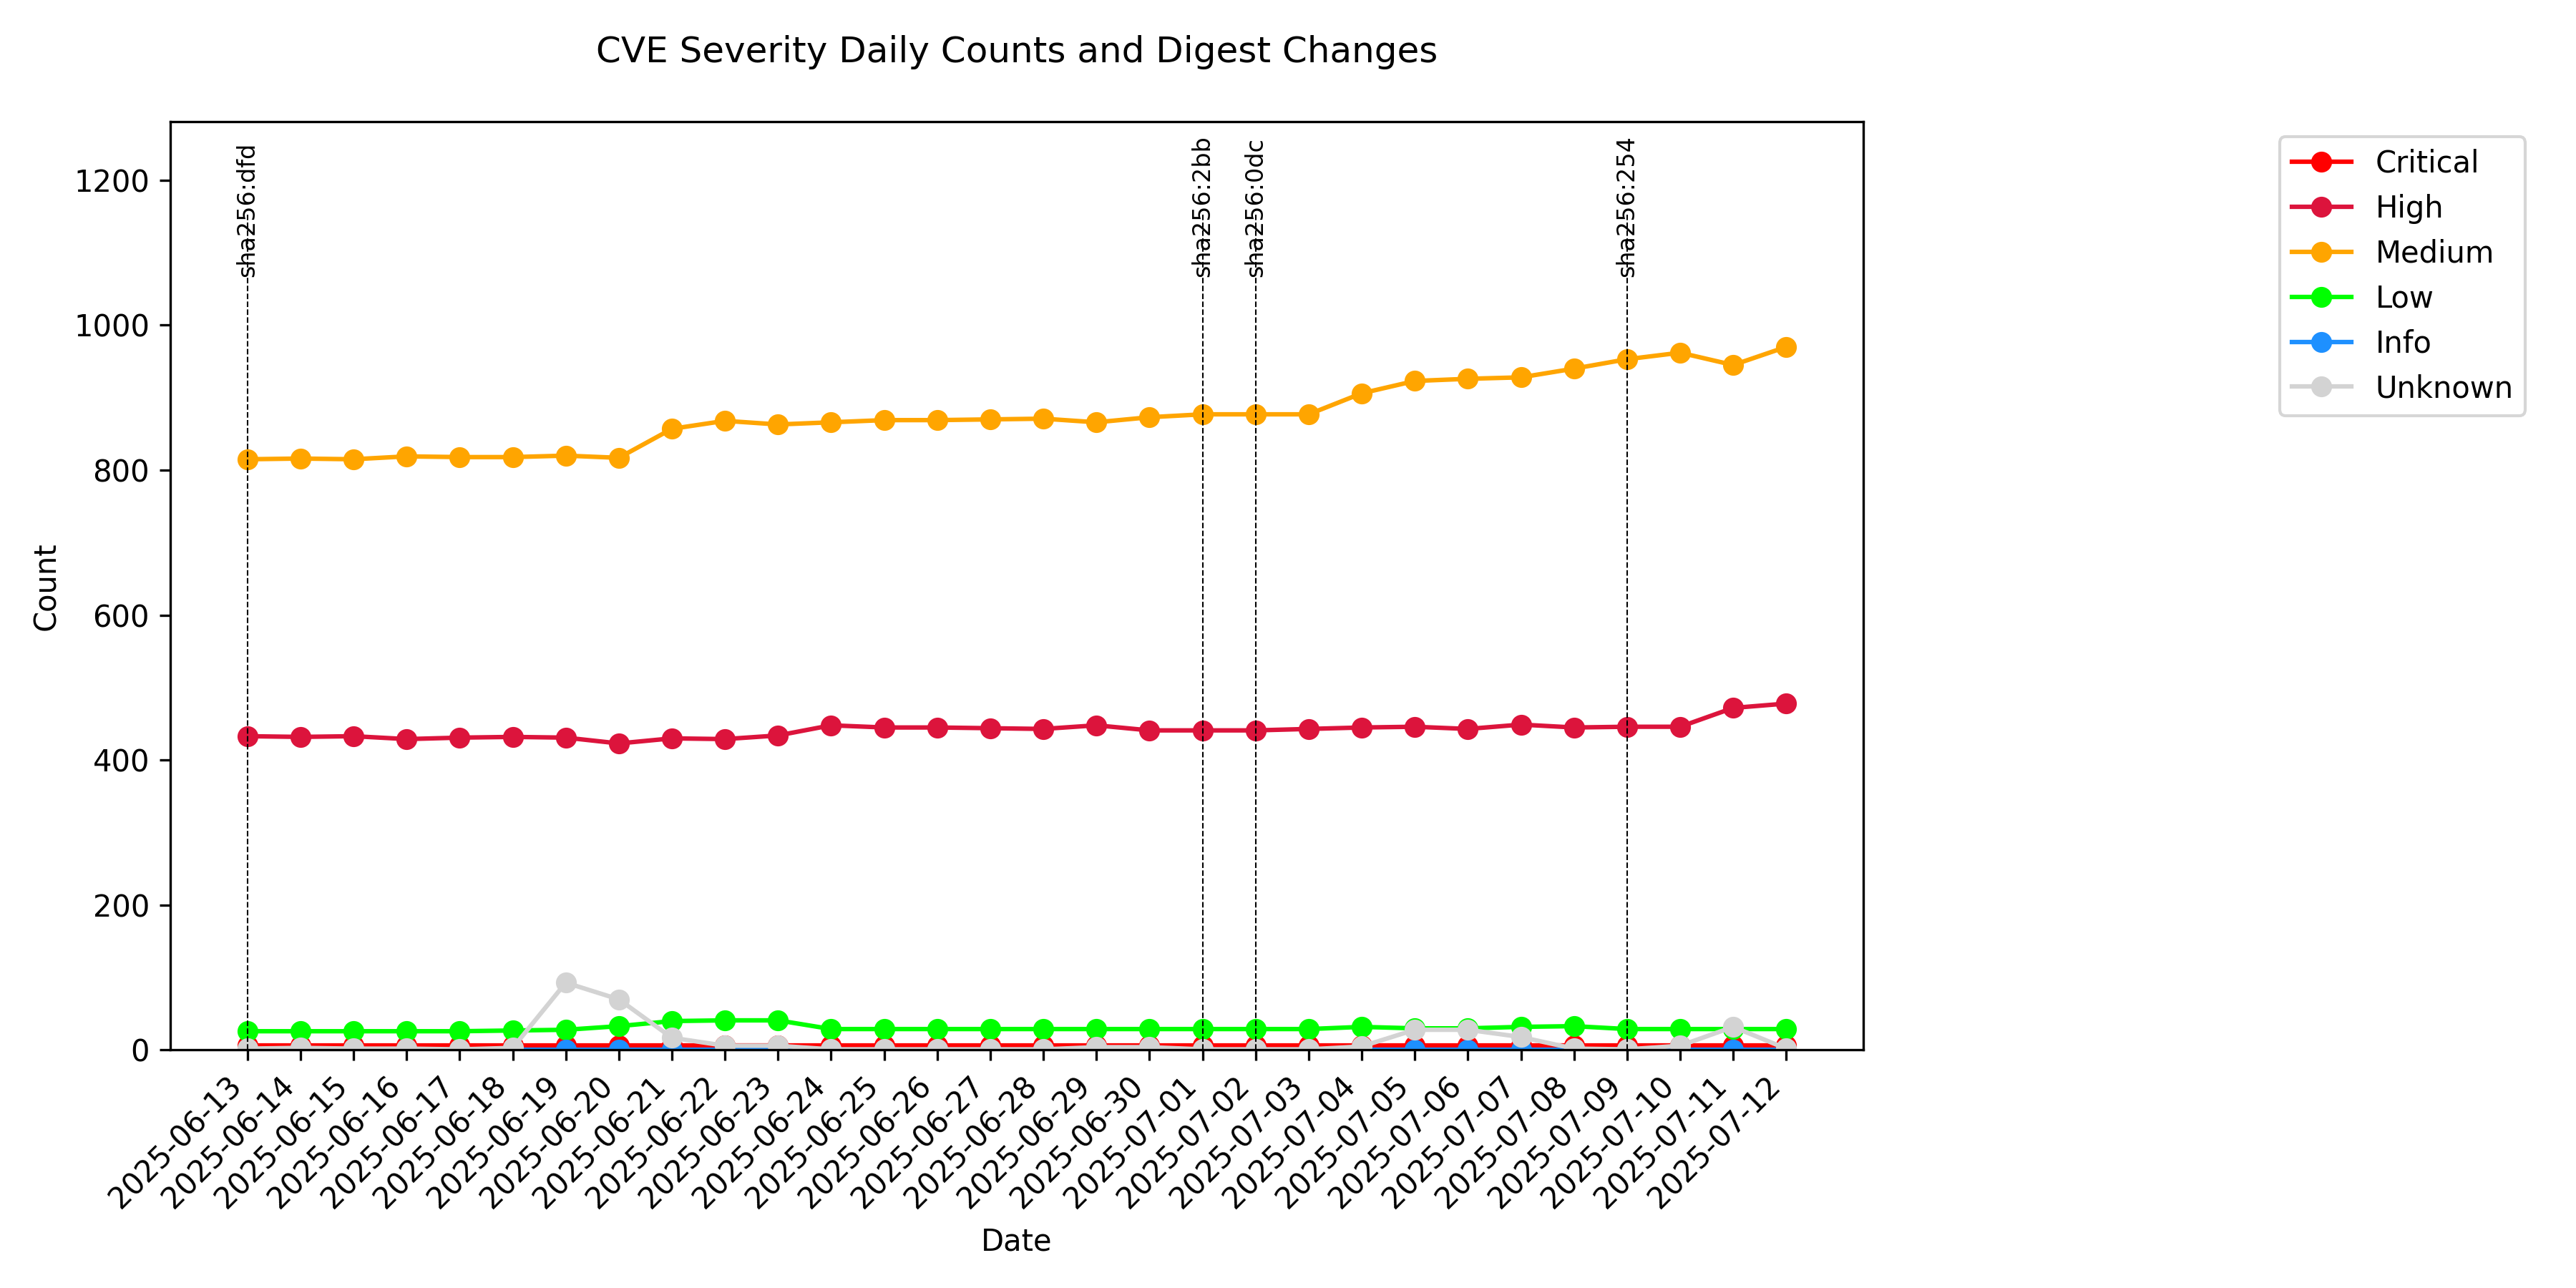 CVE Severity Daily Counts and Digest Changes
sha256:dfd
sha256:2bb
sha256:0dc
sha256:254
Critical
High
Medium
Low
Info
Unknown
1200
1000
800
600
400
200
0
Count
2025-06-13
2025-06-14
2025-06-15
2025-06-16
2025-06-17
2025-06-18
2025-06-19
2025-06-20
2025-06-21
2025-06-22
2025-06-23
2025-06-24
2025-06-25
2025-06-26
2025-06-27
2025-06-28
2025-06-29
2025-06-30
2025-07-01
2025-07-02
2025-07-03
2025-07-04
2025-07-05
2025-07-06
2025-07-07
2025-07-08
2025-07-09
2025-07-10
2025-07-11
2025-07-12
Date